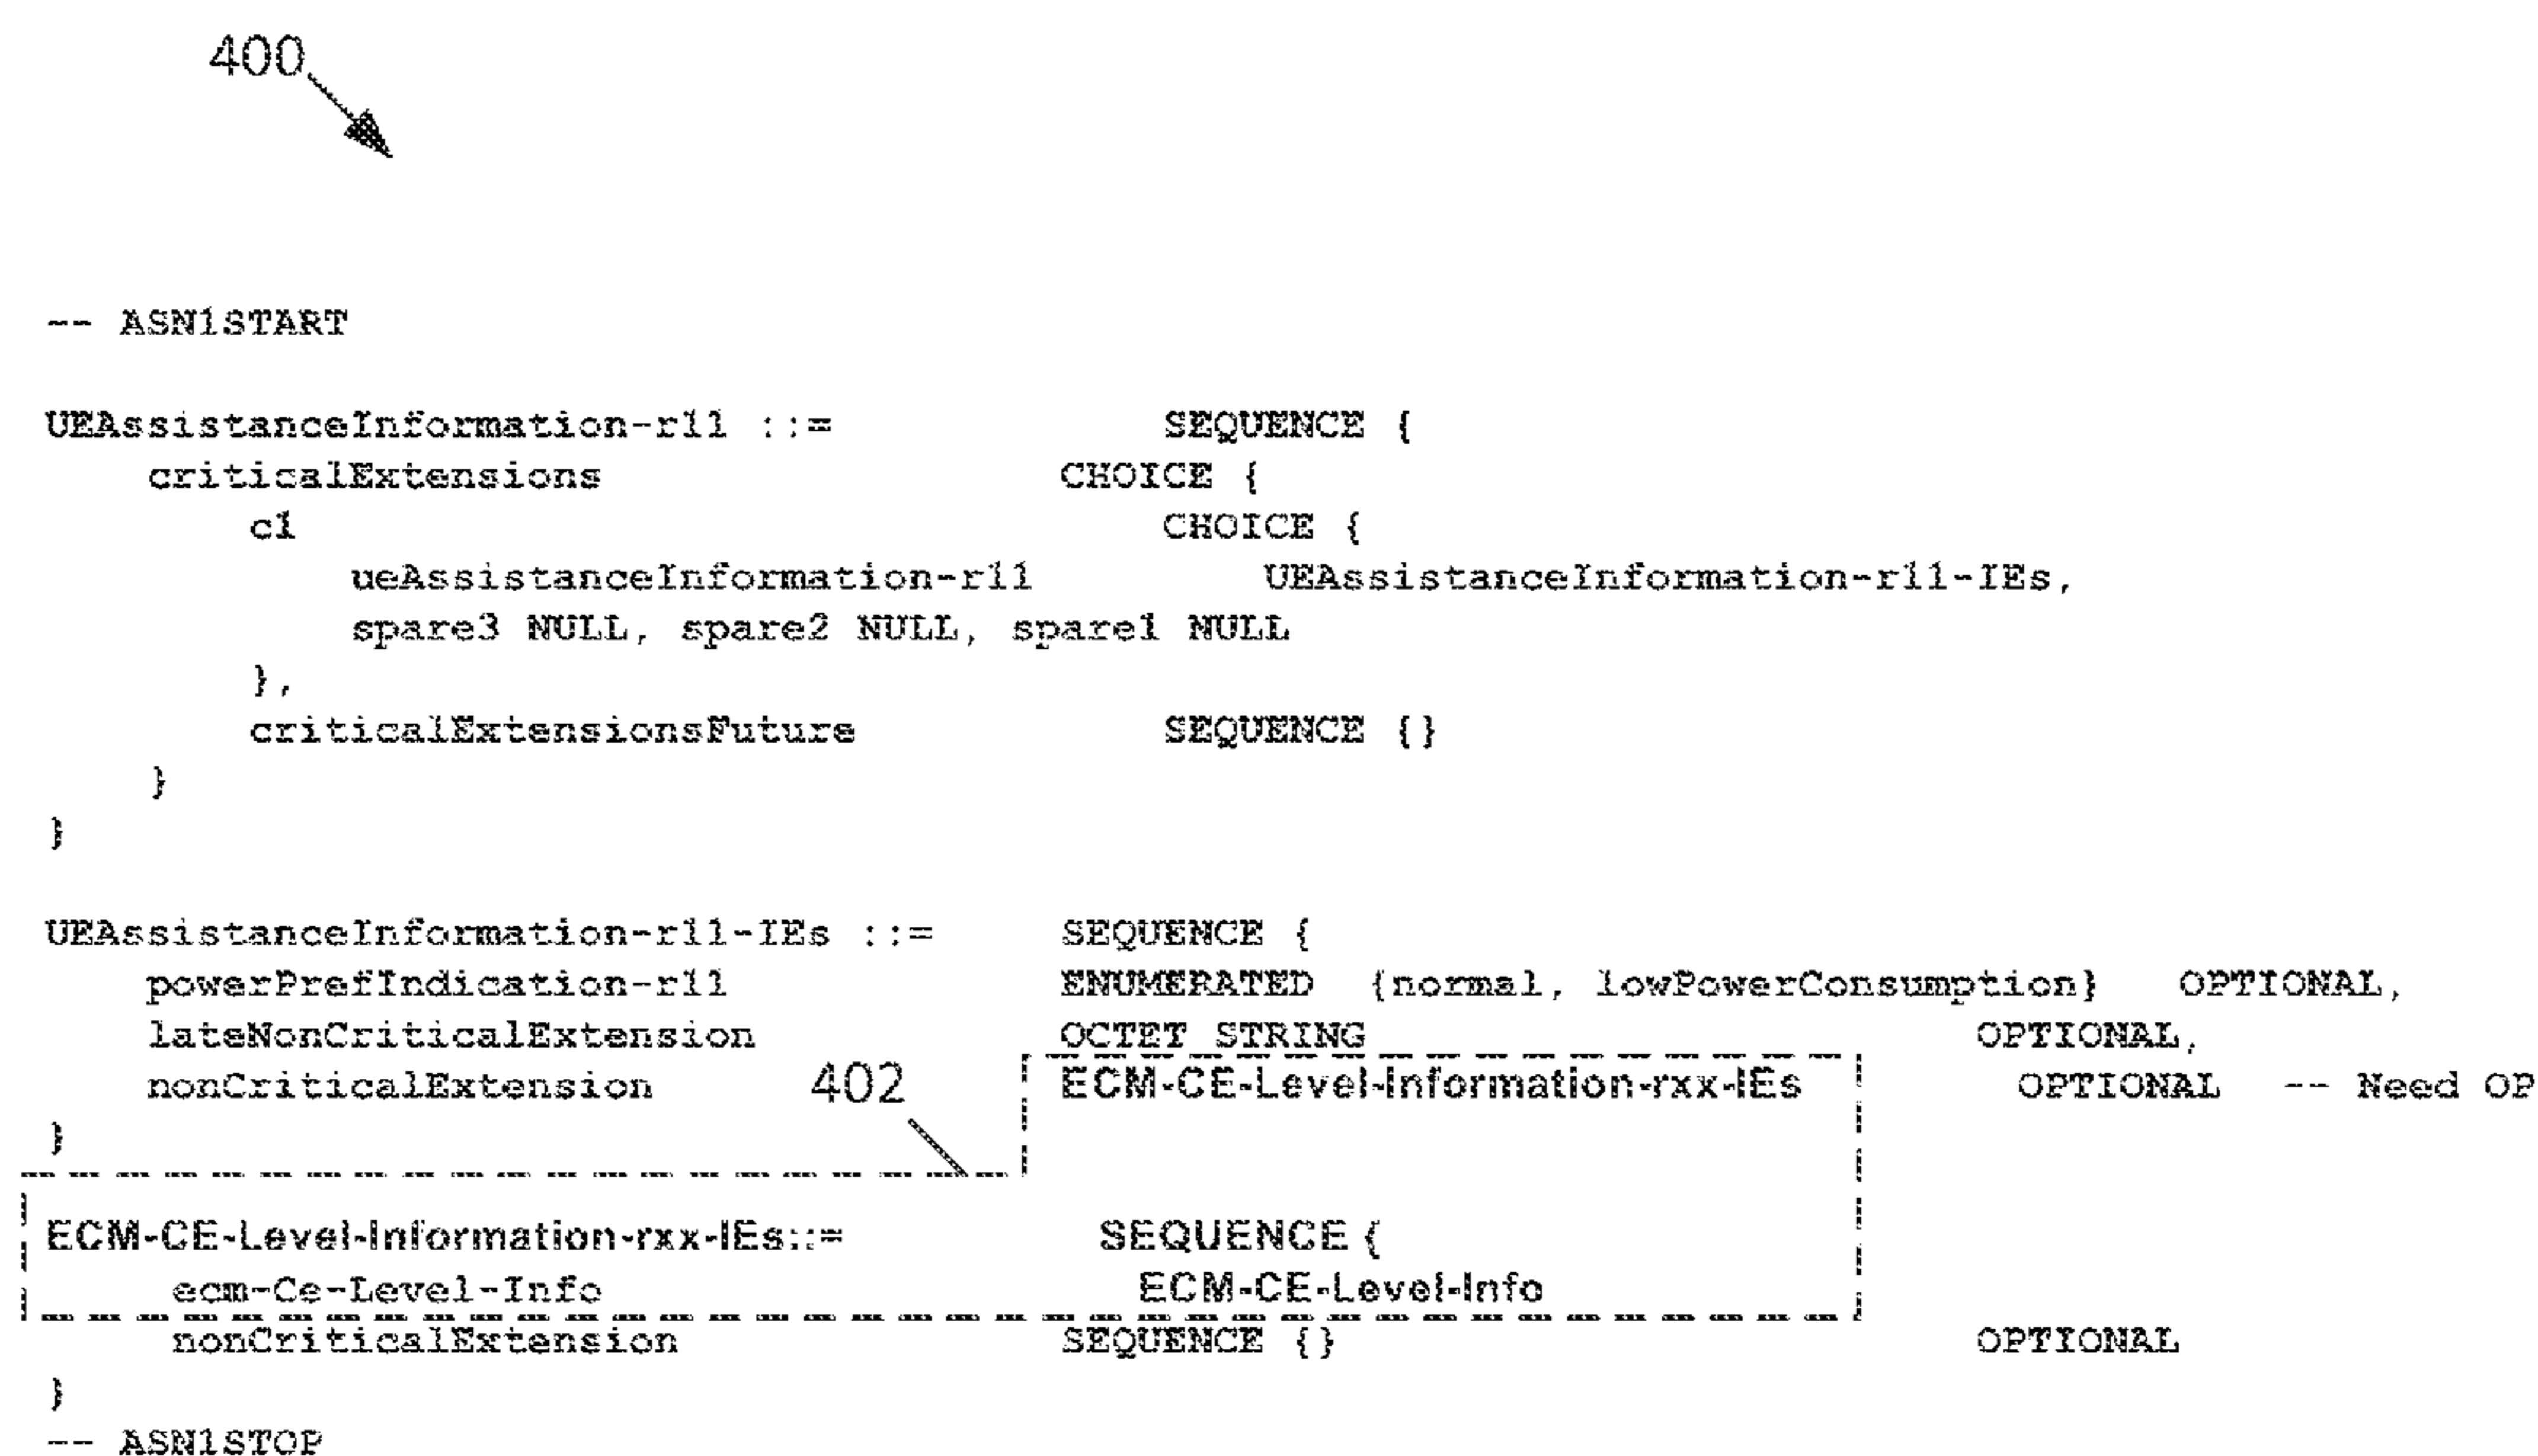 400
-- ASN1START
UEAssistanceInformation-r11 ::= SEQUENCE {
criticalExtensions CHOICE {
c1 CHOICE {
ueAssistanceInformation-r11 UEAssistanceInformation-r11-IEs,
spare3 NULL, spare2 NULL, spare1 NULL
},
criticalExtensionsFuture SEQUENCE {}
}
}
UEAssistanceInformation-r11-IEs ::= SEQUENCE {
powerPrefIndication-r11 ENUMERATED {normal, lowPowerConsumption} OPTIONAL,
lateNonCriticalExtension OCTET STRING OPTIONAL,
nonCriticalExtension 402 ECM-CE-Level-Information-rxx-IEs OPTIONAL -- Need OP
}
ECM-CE-Level-Information-rxx-IEs::= SEQUENCE {
ecm-Ce-Level-Info ECM-CE-Level-Info
nonCriticalExtension SEQUENCE {} OPTIONAL
}
-- ASN1STOP